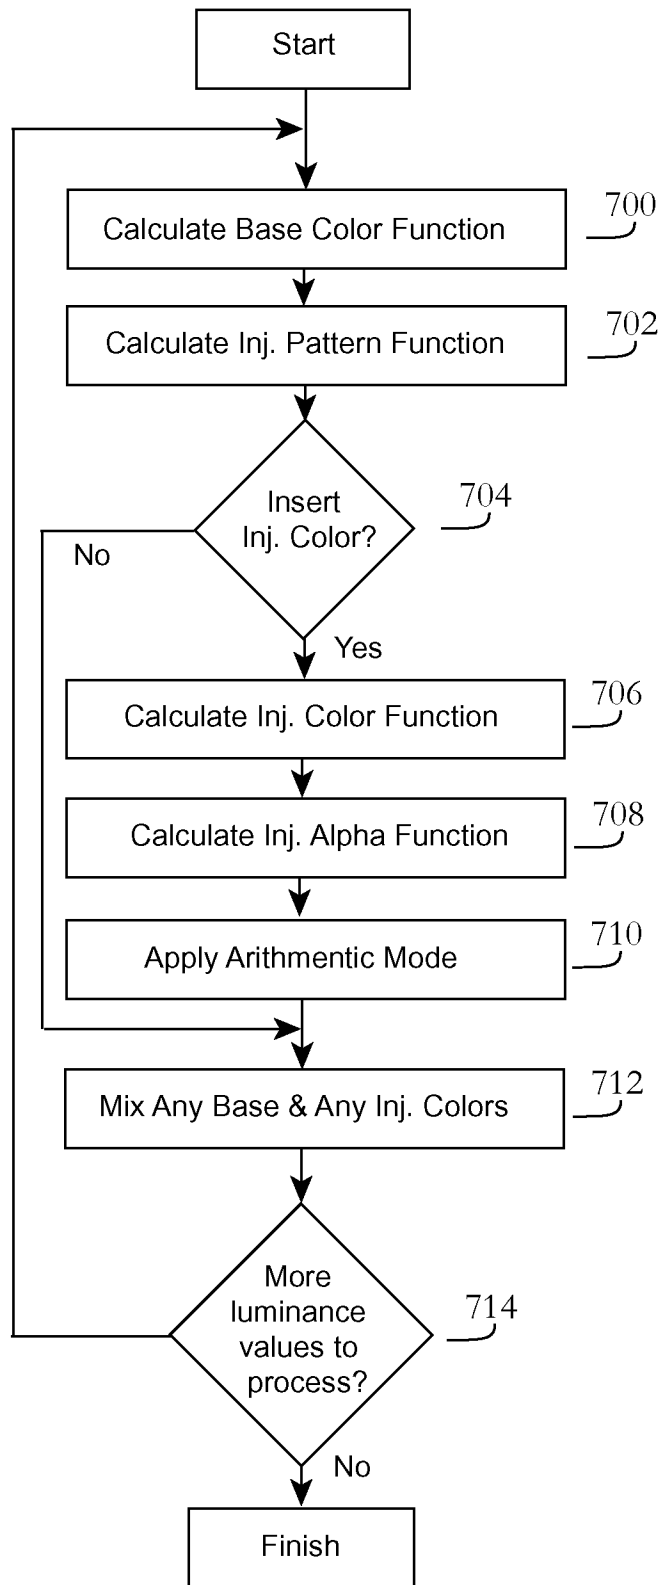 Start
Calculate Base Color Function
700
Calculate Inj. Pattern Function
702
Insert
Inj. Color?
704
No
Yes
Calculate Inj. Color Function
706
Calculate Inj. Alpha Function
708
Apply Arithmentic Mode
710
Mix Any Base & Any Inj. Colors
712
More
luminance
values to
process?
714
No
Finish